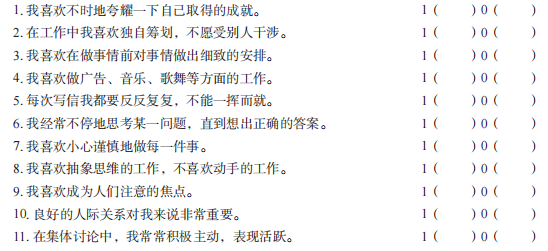 1. 我喜欢不时地夸耀一下自己取得的成就。 1 (  ) 0 (  )
2. 在工作中我喜欢独自筹划，不愿受别人干涉。 1 (  ) 0 (  )
3. 我喜欢在做事情前对事情做出细致的安排。 1 (  ) 0 (  )
4. 我喜欢做广告、音乐、歌舞等方面的工作。 1 (  ) 0 (  )
5. 每次写信我都要反反复复，不能一挥而就。 1 (  ) 0 (  )
6. 我经常不停地思考某一问题，直到想出正确的答案。 1 (  ) 0 (  )
7. 我喜欢小心谨慎地做每一件事。 1 (  ) 0 (  )
8. 我喜欢抽象思维的工作，不喜欢动手的工作。 1 (  ) 0 (  )
9. 我喜欢成为人们注意的焦点。 1 (  ) 0 (  )
10. 良好的人际关系对我来说非常重要。 1 (  ) 0 (  )
11. 在集体讨论中，我常常积极主动，表现活跃。 1 (  ) 0 (  )